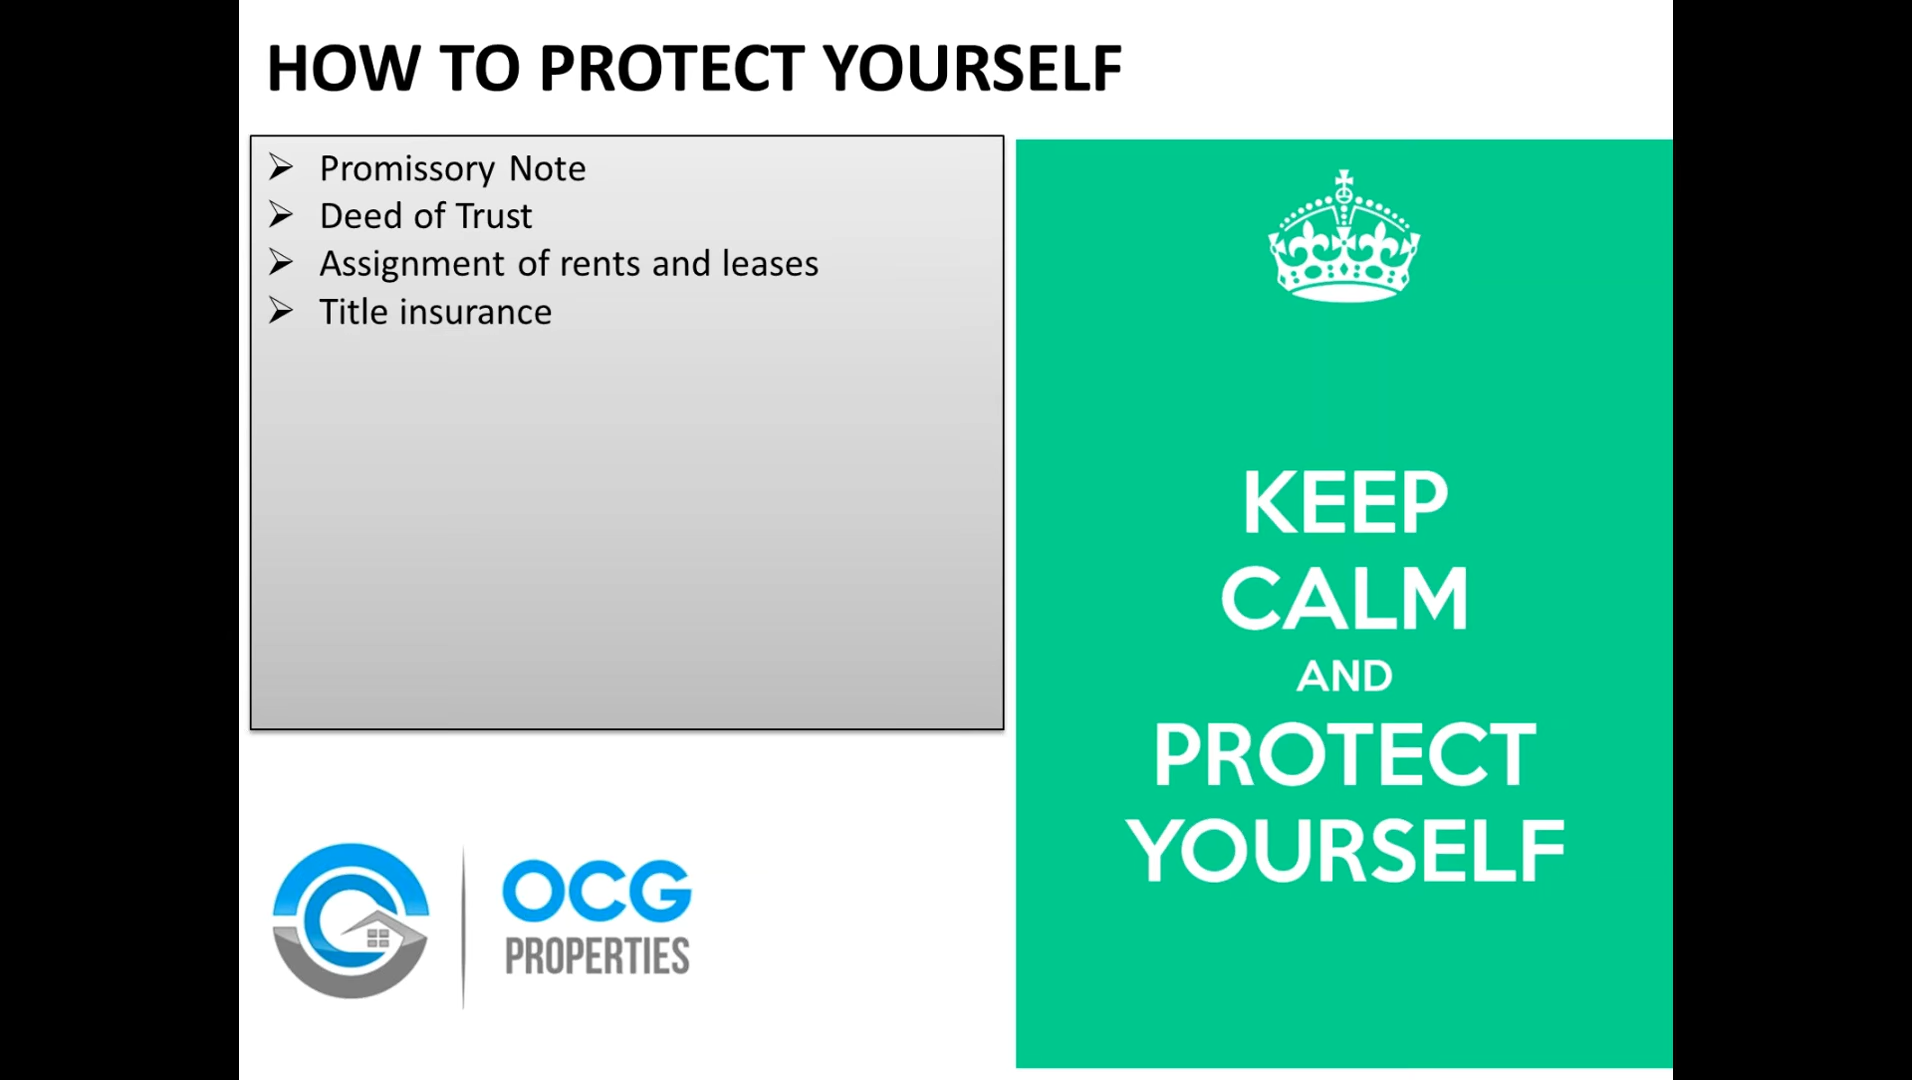 HOW TO PROTECT YOURSELF
Promissory Note
Deed of Trust
Assignment of rents and leases
Title insurance
KEEP
CALM
AND
PROTECT
YOURSELF
OCG
PROPERTIES